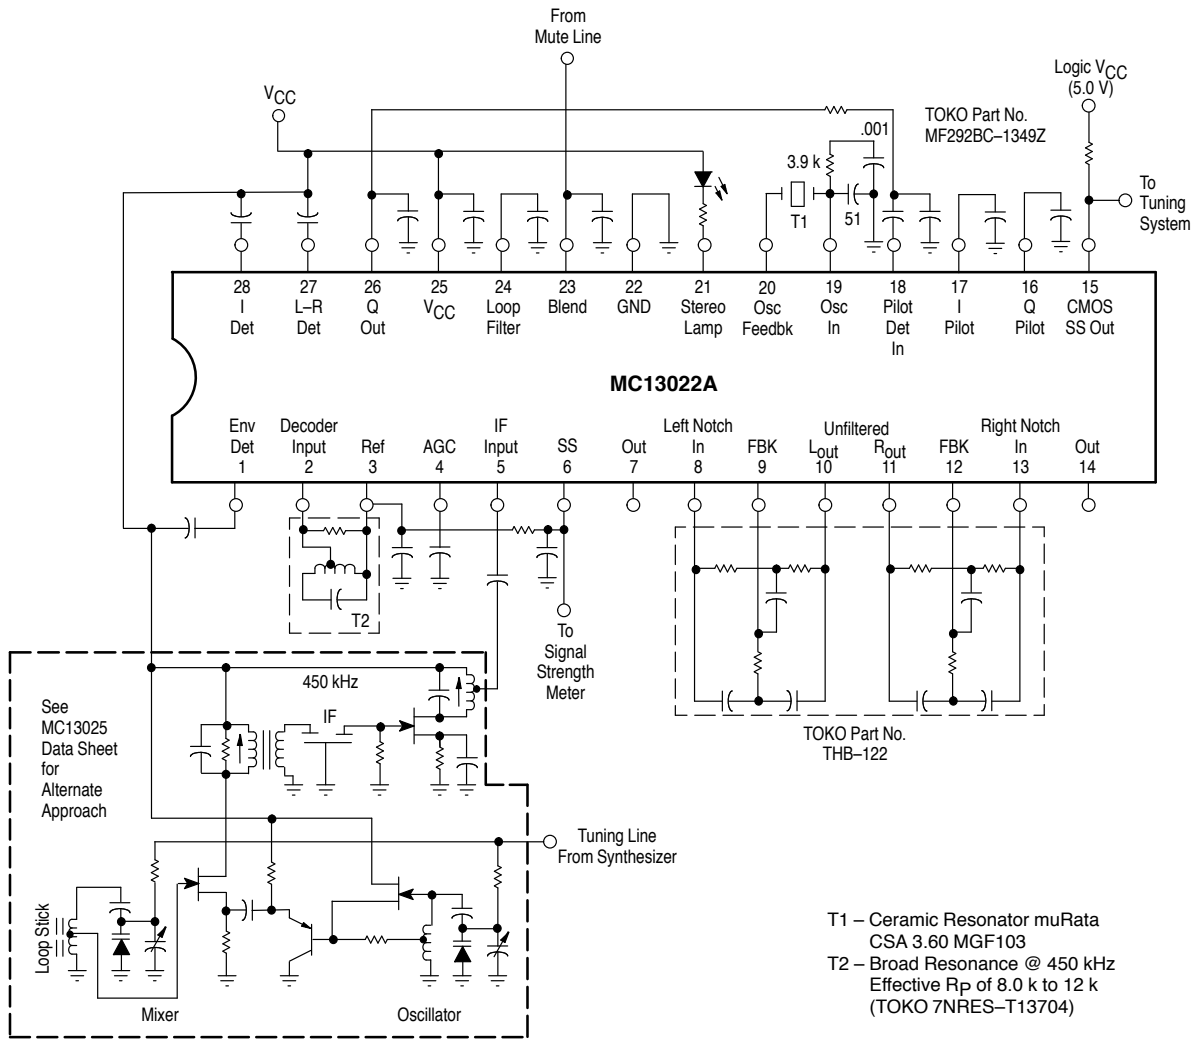 From
Mute Line
VCC
Logic VCC
(5.0 V)
TOKO Part No.
MF292BC–1349Z
.001
3.9 k
T1
51
To
Tuning
System
28
I
Det
27
L–R
Det
26
Q
Out
25
VCC
24
Loop
Filter
23
Blend
22
GND
21
Stereo
Lamp
20
Osc
Feedbk
19
Osc
In
18
Pilot
Det
In
17
I
Pilot
16
Q
Pilot
15
CMOS
SS Out
MC13022A
Env
Det
1
Decoder
Input
2
Ref
3
AGC
4
IF
Input
5
SS
6
Out
7
Left Notch
In
8
FBK
9
Unfiltered
Lout
10
Rout
11
FBK
12
Right Notch
In
13
Out
14
T2
To
Signal
Strength
Meter
TOKO Part No.
THB–122
See
MC13025
Data Sheet
for
Alternate
Approach
450 kHz
IF
Tuning Line
From Synthesizer
Loop Stick
Mixer
Oscillator
T1 – Ceramic Resonator muRata
CSA 3.60 MGF103
T2 – Broad Resonance @ 450 kHz
Effective RP of 8.0 k to 12 k
(TOKO 7NRES–T13704)